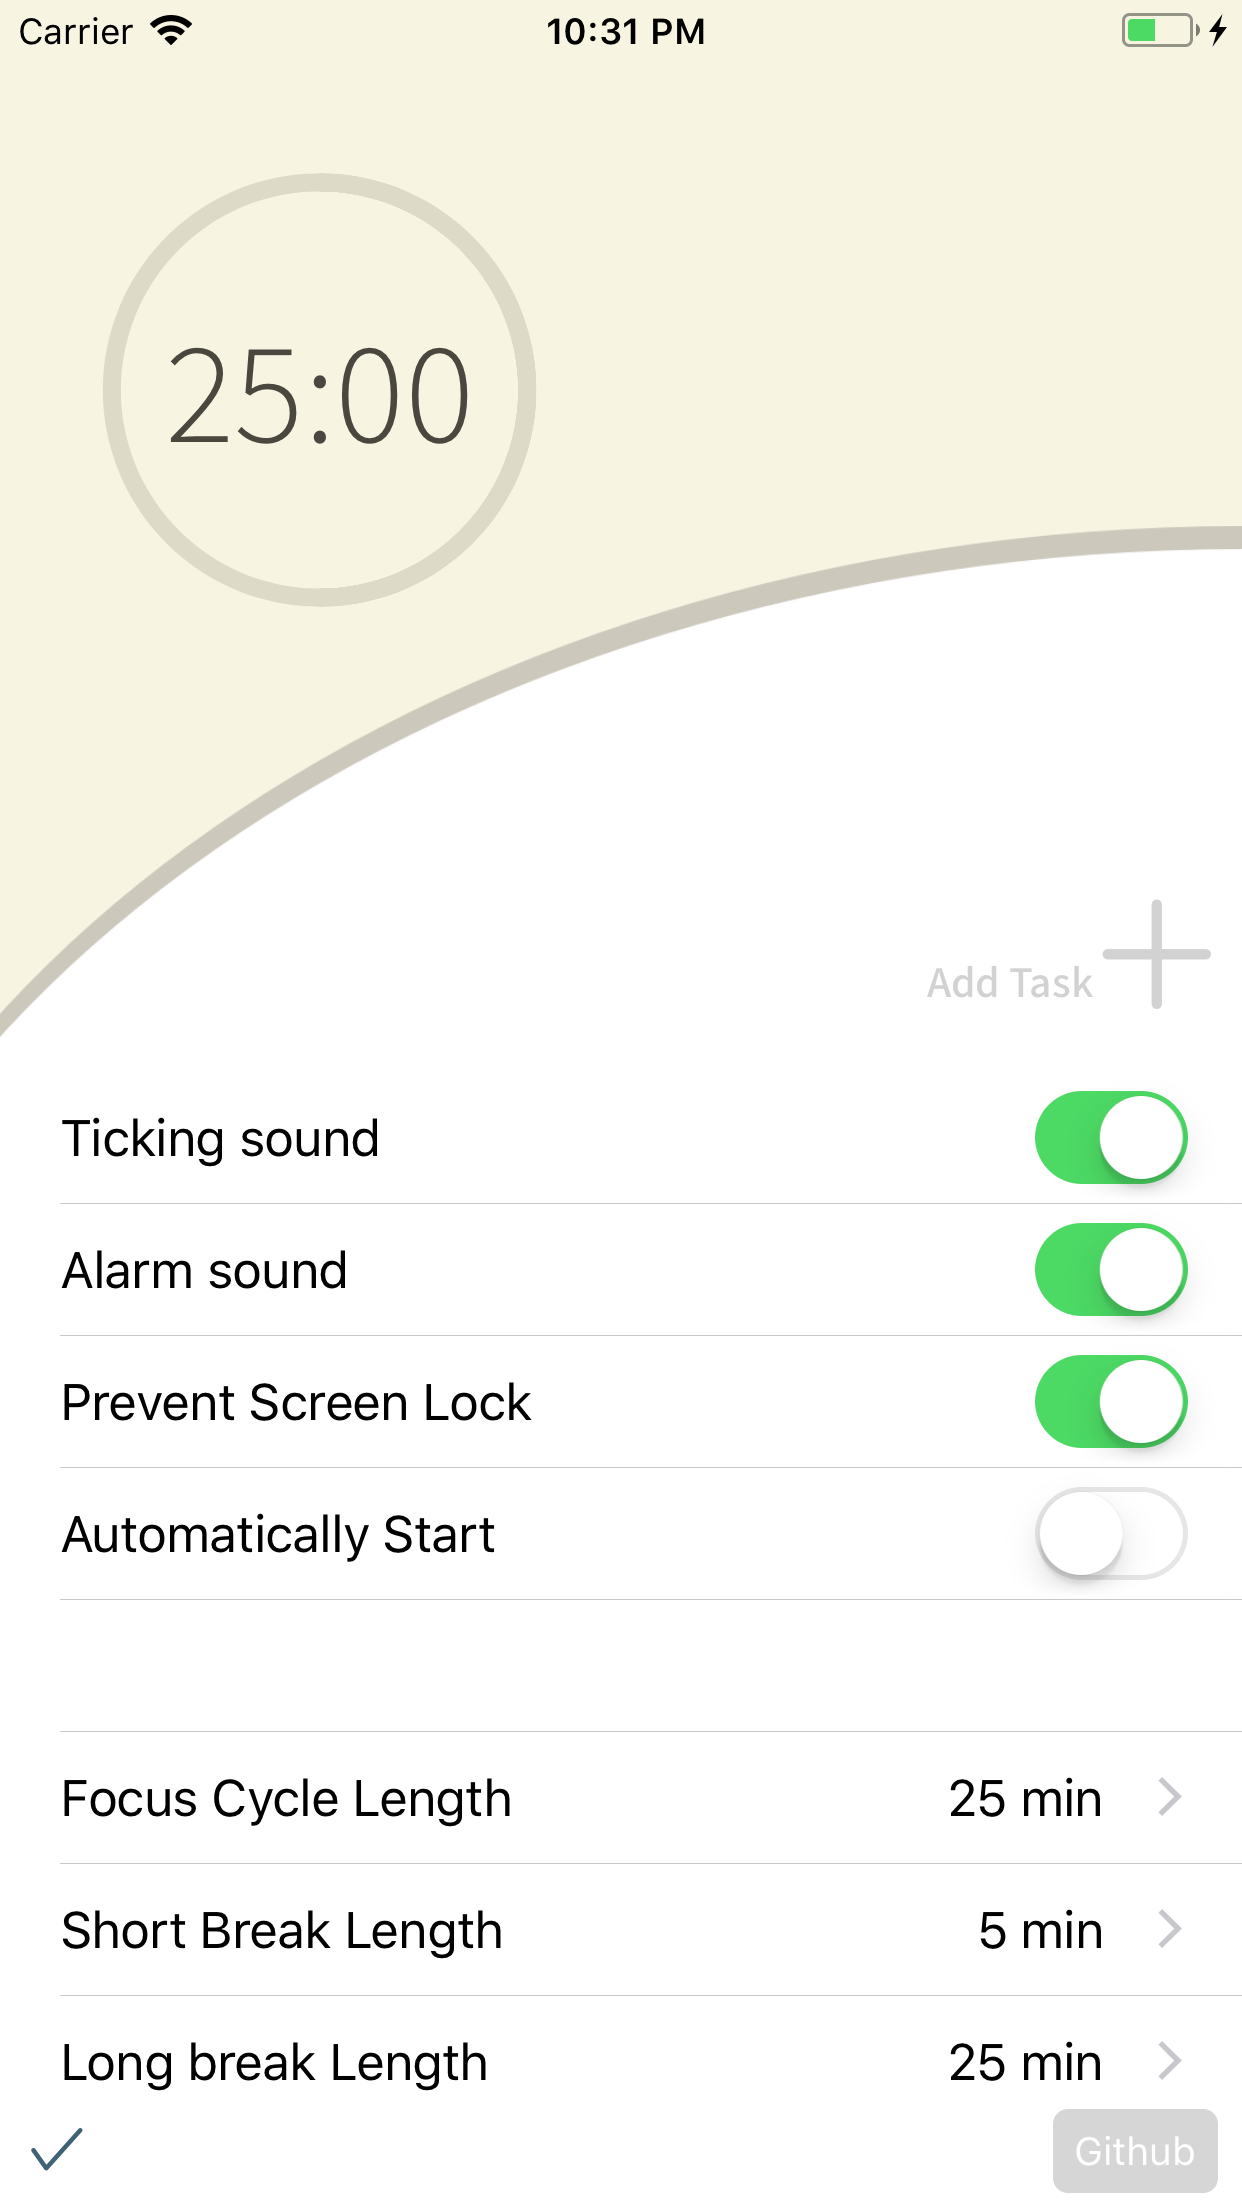 Carrier 10:31 PM
25:00
Add Task
Ticking sound
Alarm sound
Prevent Screen Lock
Automatically Start
Focus Cycle Length 25 min
Short Break Length 5 min
Long break Length 25 min
Github